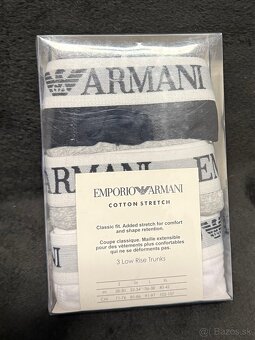 ARMANI
ARMANI
EMPORIO ARMANI
COTTON STRETCH
Classic fit. Added stretch for comfort
and shape retention.
Coupe classique. Maille extensible
pour des vêtements plus confortables
qui ne se déforment pas.
3 Low Rise Trunks
bazos.sk